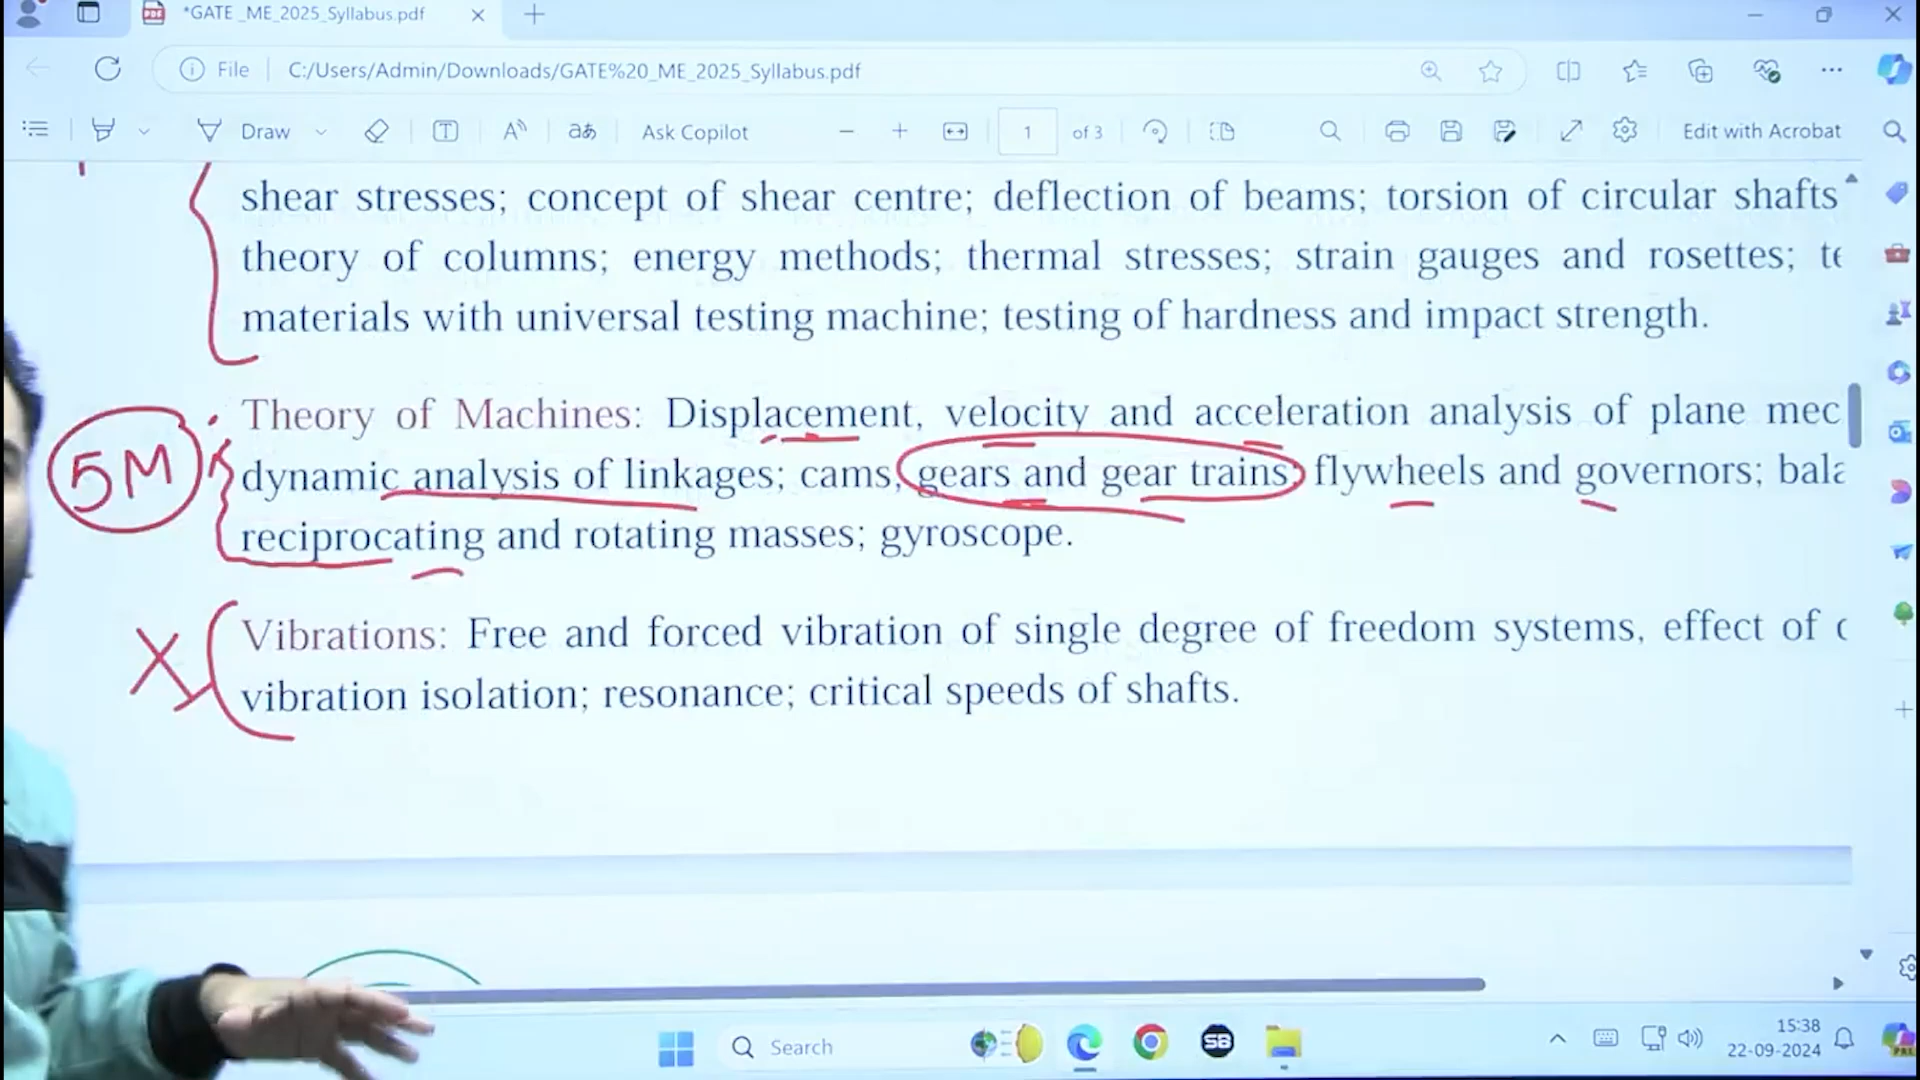 *GATE _ME_2025_Syllabus.pdf
File
C:/Users/Admin/Downloads/GATE%20_ME_2025_Syllabus.pdf
Draw
Ask Copilot
1
of 3
Edit with Acrobat
shear stresses; concept of shear centre; deflection of beams; torsion of circular shafts
theory of columns; energy methods; thermal stresses; strain gauges and rosettes; te
materials with universal testing machine; testing of hardness and impact strength.
5M
Theory of Machines: Displacement, velocity and acceleration analysis of plane mec
dynamic analysis of linkages; cams; gears and gear trains; flywheels and governors; bala
reciprocating and rotating masses; gyroscope.
X
Vibrations: Free and forced vibration of single degree of freedom systems, effect of
vibration isolation; resonance; critical speeds of shafts.
Search
SB
15:38
22-09-2024